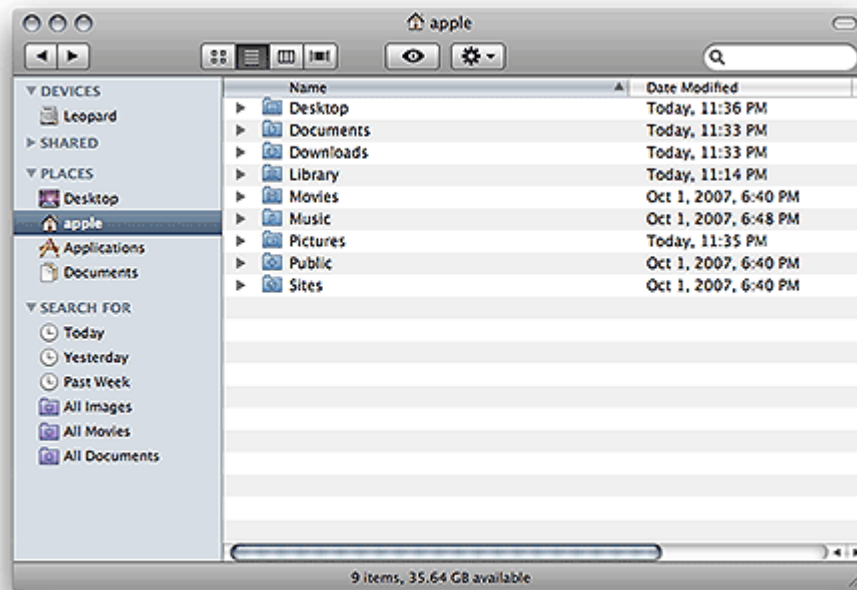 apple
DEVICES
Leopard
SHARED
PLACES
Desktop
apple
Applications
Documents
SEARCH FOR
Today
Yesterday
Past Week
All Images
All Movies
All Documents
Name Date Modified
Desktop Today, 11:36 PM
Documents Today, 11:33 PM
Downloads Today, 11:33 PM
Library Today, 11:14 PM
Movies Oct 1, 2007, 6:40 PM
Music Oct 1, 2007, 6:48 PM
Pictures Today, 11:35 PM
Public Oct 1, 2007, 6:40 PM
Sites Oct 1, 2007, 6:40 PM
9 items, 35.64 GB available